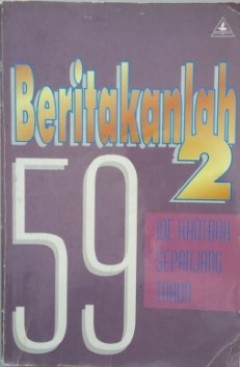 Beritakanlah
2
59
IDE KHOTBAH
SEPANJANG
TAHUN